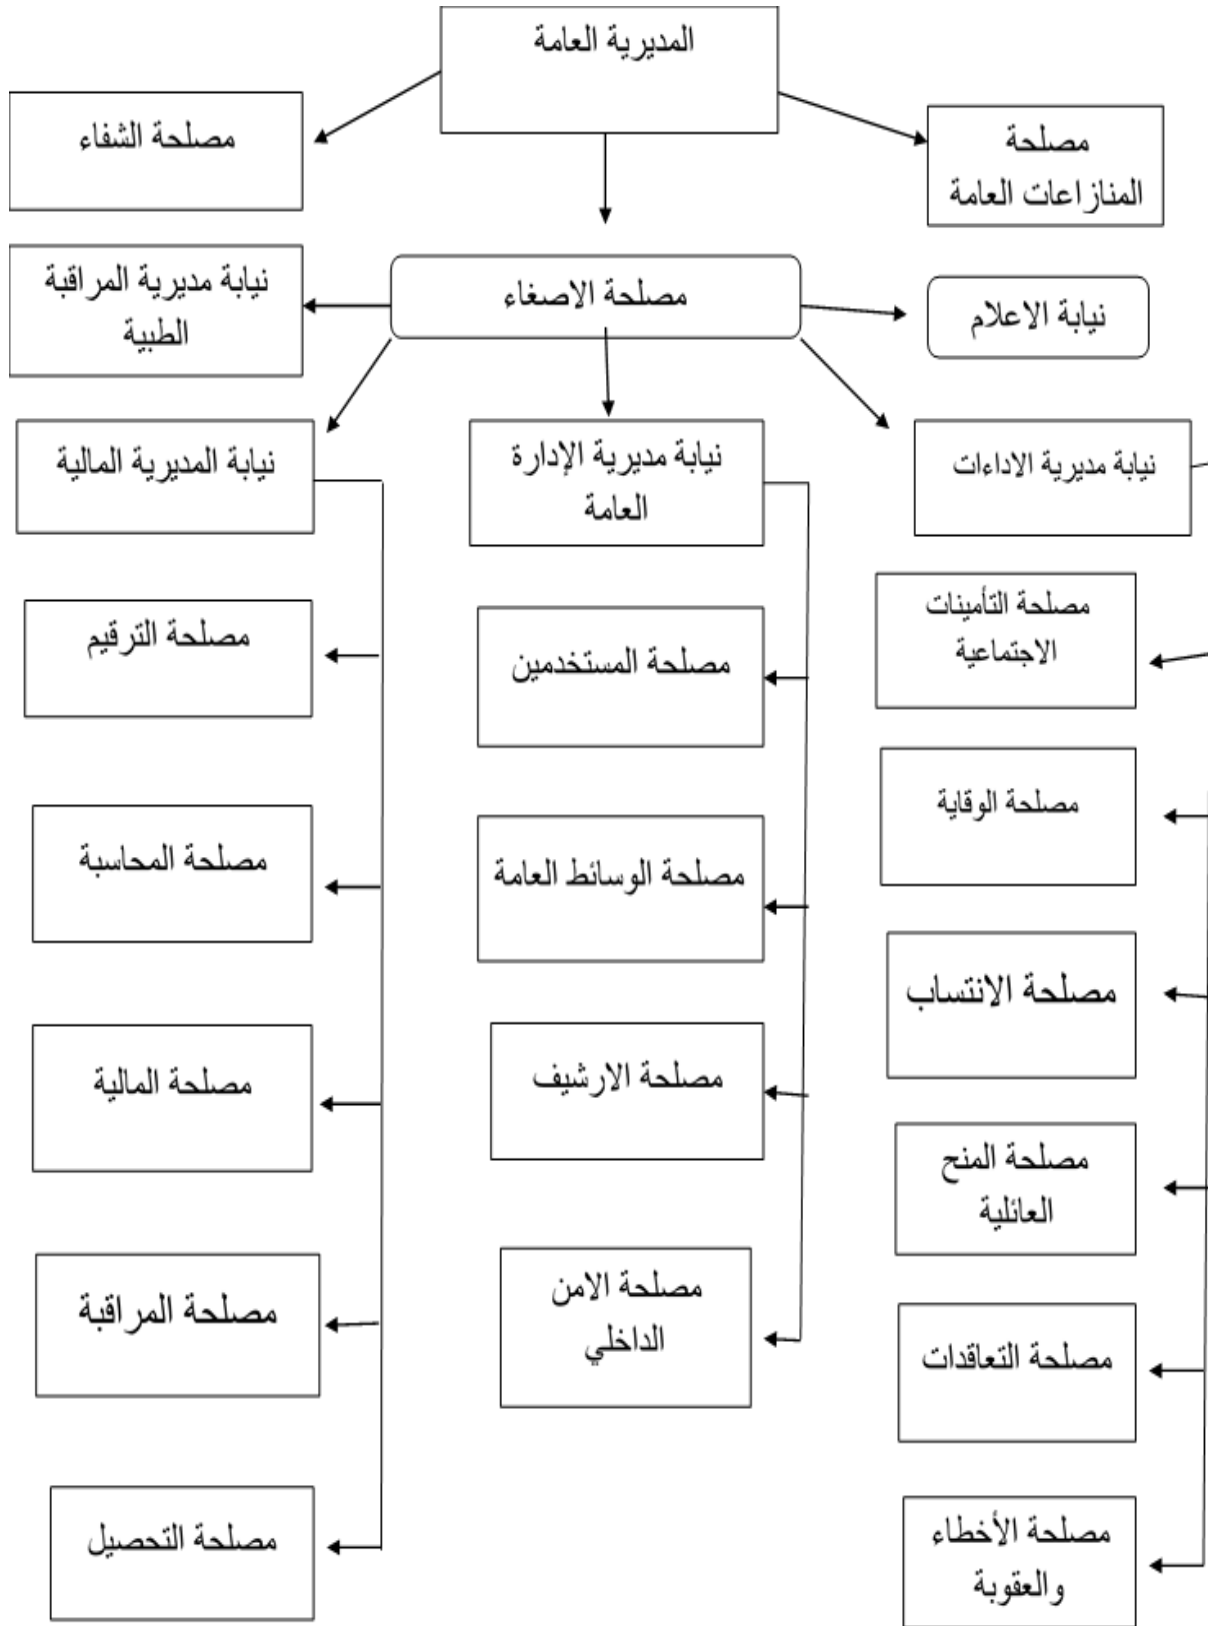 المديرية العامة
مصلحة
المنازاعات العامة
مصلحة الشفاء
مصلحة الاصغاء
نيابة الاعلام
نيابة مديرية المراقبة
الطبية
نيابة مديرية الاداءات
نيابة مديرية الإدارة
العامة
نيابة المديرية المالية
مصلحة التأمينات
الاجتماعية
مصلحة الوقاية
مصلحة الانتساب
مصلحة المنح
العائلية
مصلحة التعاقدات
مصلحة الأخطاء
والعقوبة
مصلحة المستخدمين
مصلحة الوسائط العامة
مصلحة الارشيف
مصلحة الامن
الداخلي
مصلحة الترقيم
مصلحة المحاسبة
مصلحة المالية
مصلحة المراقبة
مصلحة التحصيل